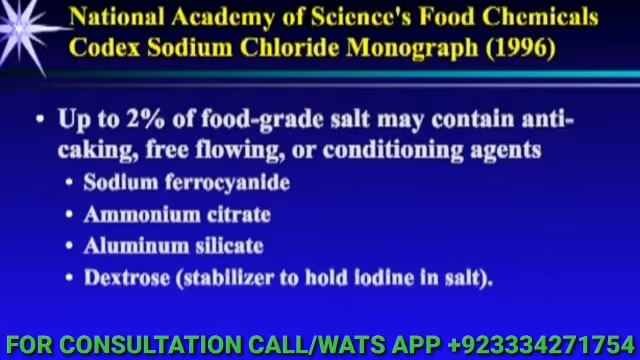 National Academy of Science's Food Chemicals
Codex Sodium Chloride Monograph (1996)
• Up to 2% of food-grade salt may contain anti-
caking, free flowing, or conditioning agents
• Sodium ferrocyanide
• Ammonium citrate
• Aluminum silicate
• Dextrose (stabilizer to hold iodine in salt).
FOR CONSULTATION CALL/WATS APP +923334271754